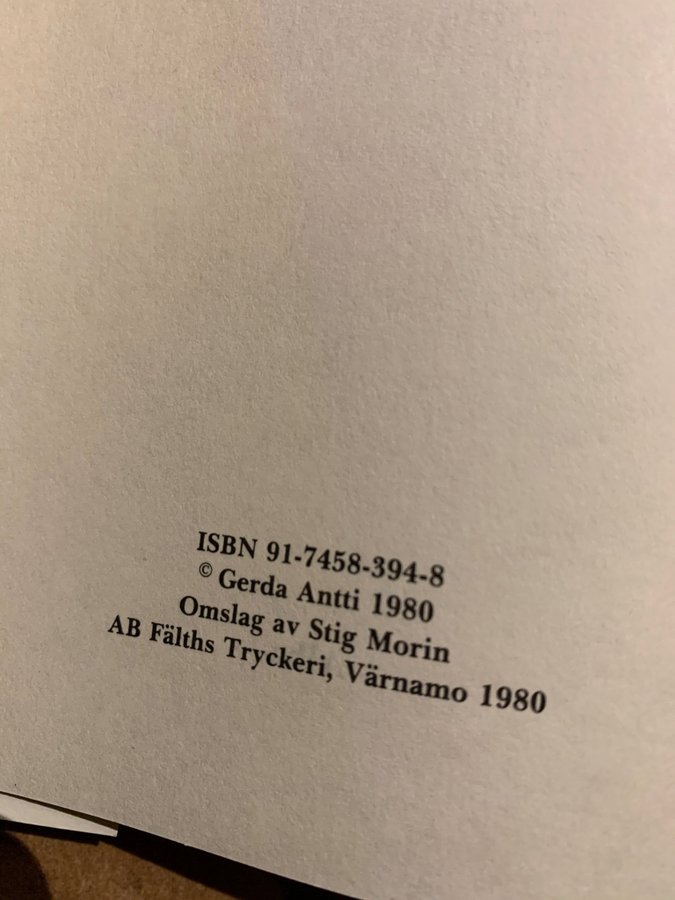 ISBN 91-7458-394-8
© Gerda Antti 1980
Omslag av Stig Morin
AB Fälths Tryckeri, Värnamo 1980